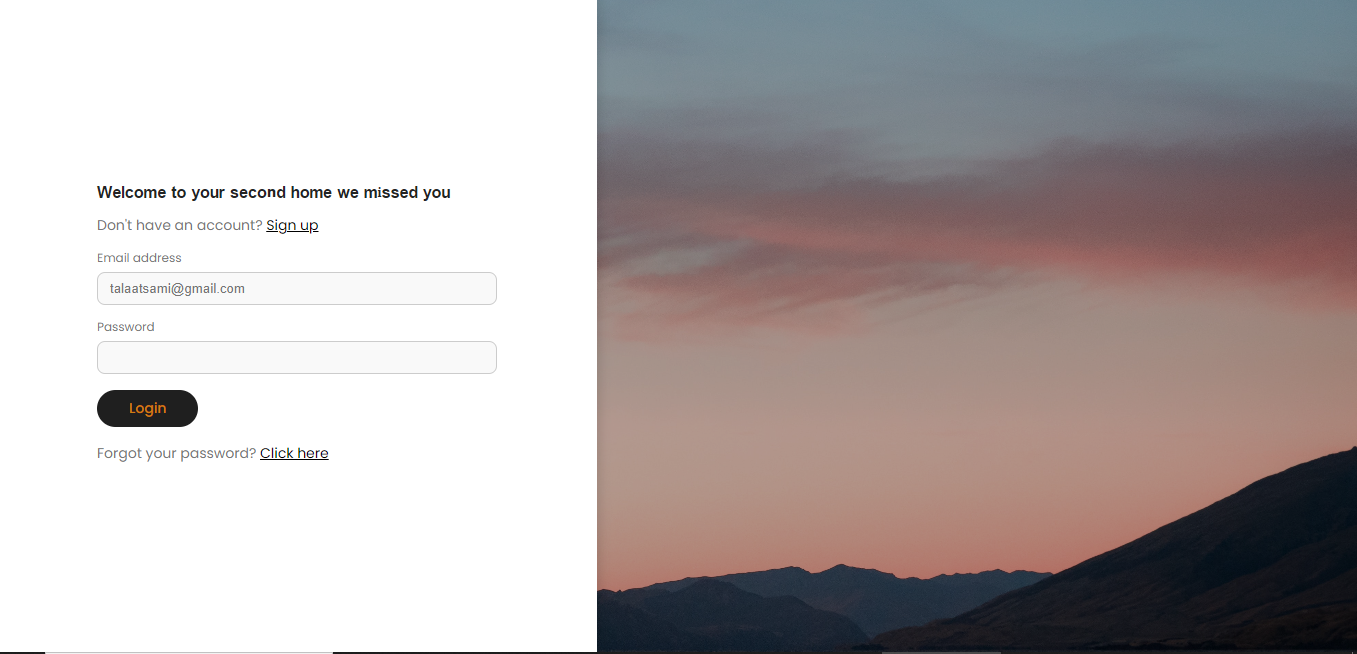 Welcome to your second home we missed you
Don't have an account? Sign up
Email address
talaatsami@gmail.com
Password
Login
Forgot your password? Click here